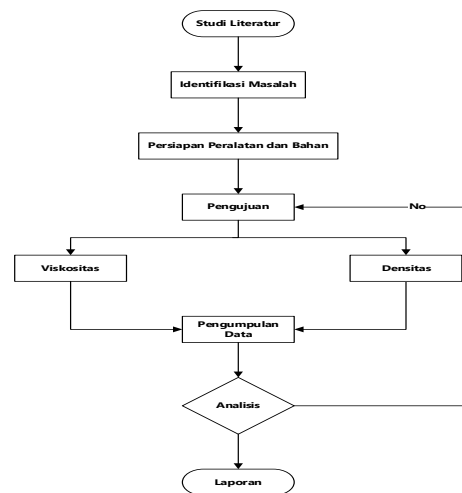 Studi Literatur
Identifikasi Masalah
Persiapan Peralatan dan Bahan
Pengujuan
No
Viskositas
Densitas
Pengumpulan
Data
Analisis
Laporan